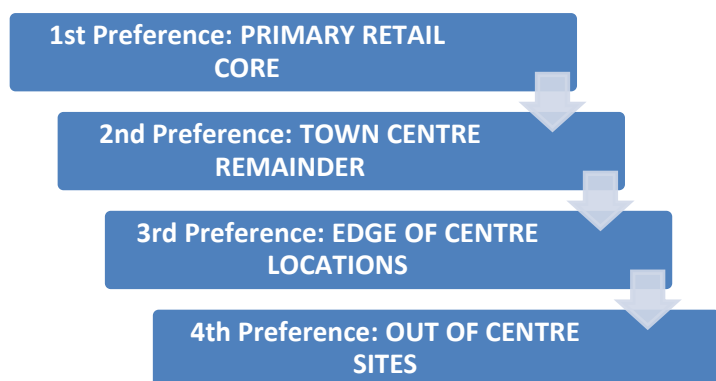 1st Preference: PRIMARY RETAIL
CORE
2nd Preference: TOWN CENTRE
REMAINDER
3rd Preference: EDGE OF CENTRE
LOCATIONS
4th Preference: OUT OF CENTRE
SITES